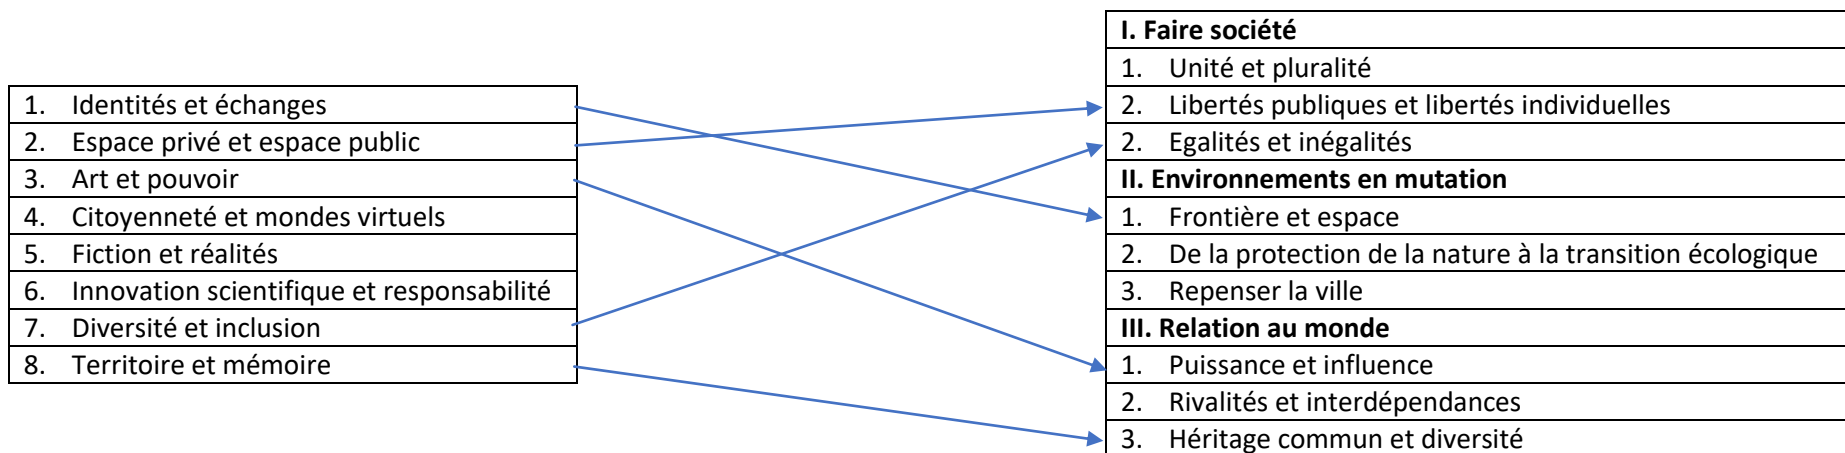 1. Identités et échanges
2. Espace privé et espace public
3. Art et pouvoir
4. Citoyenneté et mondes virtuels
5. Fiction et réalités
6. Innovation scientifique et responsabilité
7. Diversité et inclusion
8. Territoire et mémoire
I. Faire société
1. Unité et pluralité
2. Libertés publiques et libertés individuelles
2. Egalités et inégalités
II. Environnements en mutation
1. Frontière et espace
2. De la protection de la nature à la transition écologique
3. Repenser la ville
III. Relation au monde
1. Puissance et influence
2. Rivalités et interdépendances
3. Héritage commun et diversité